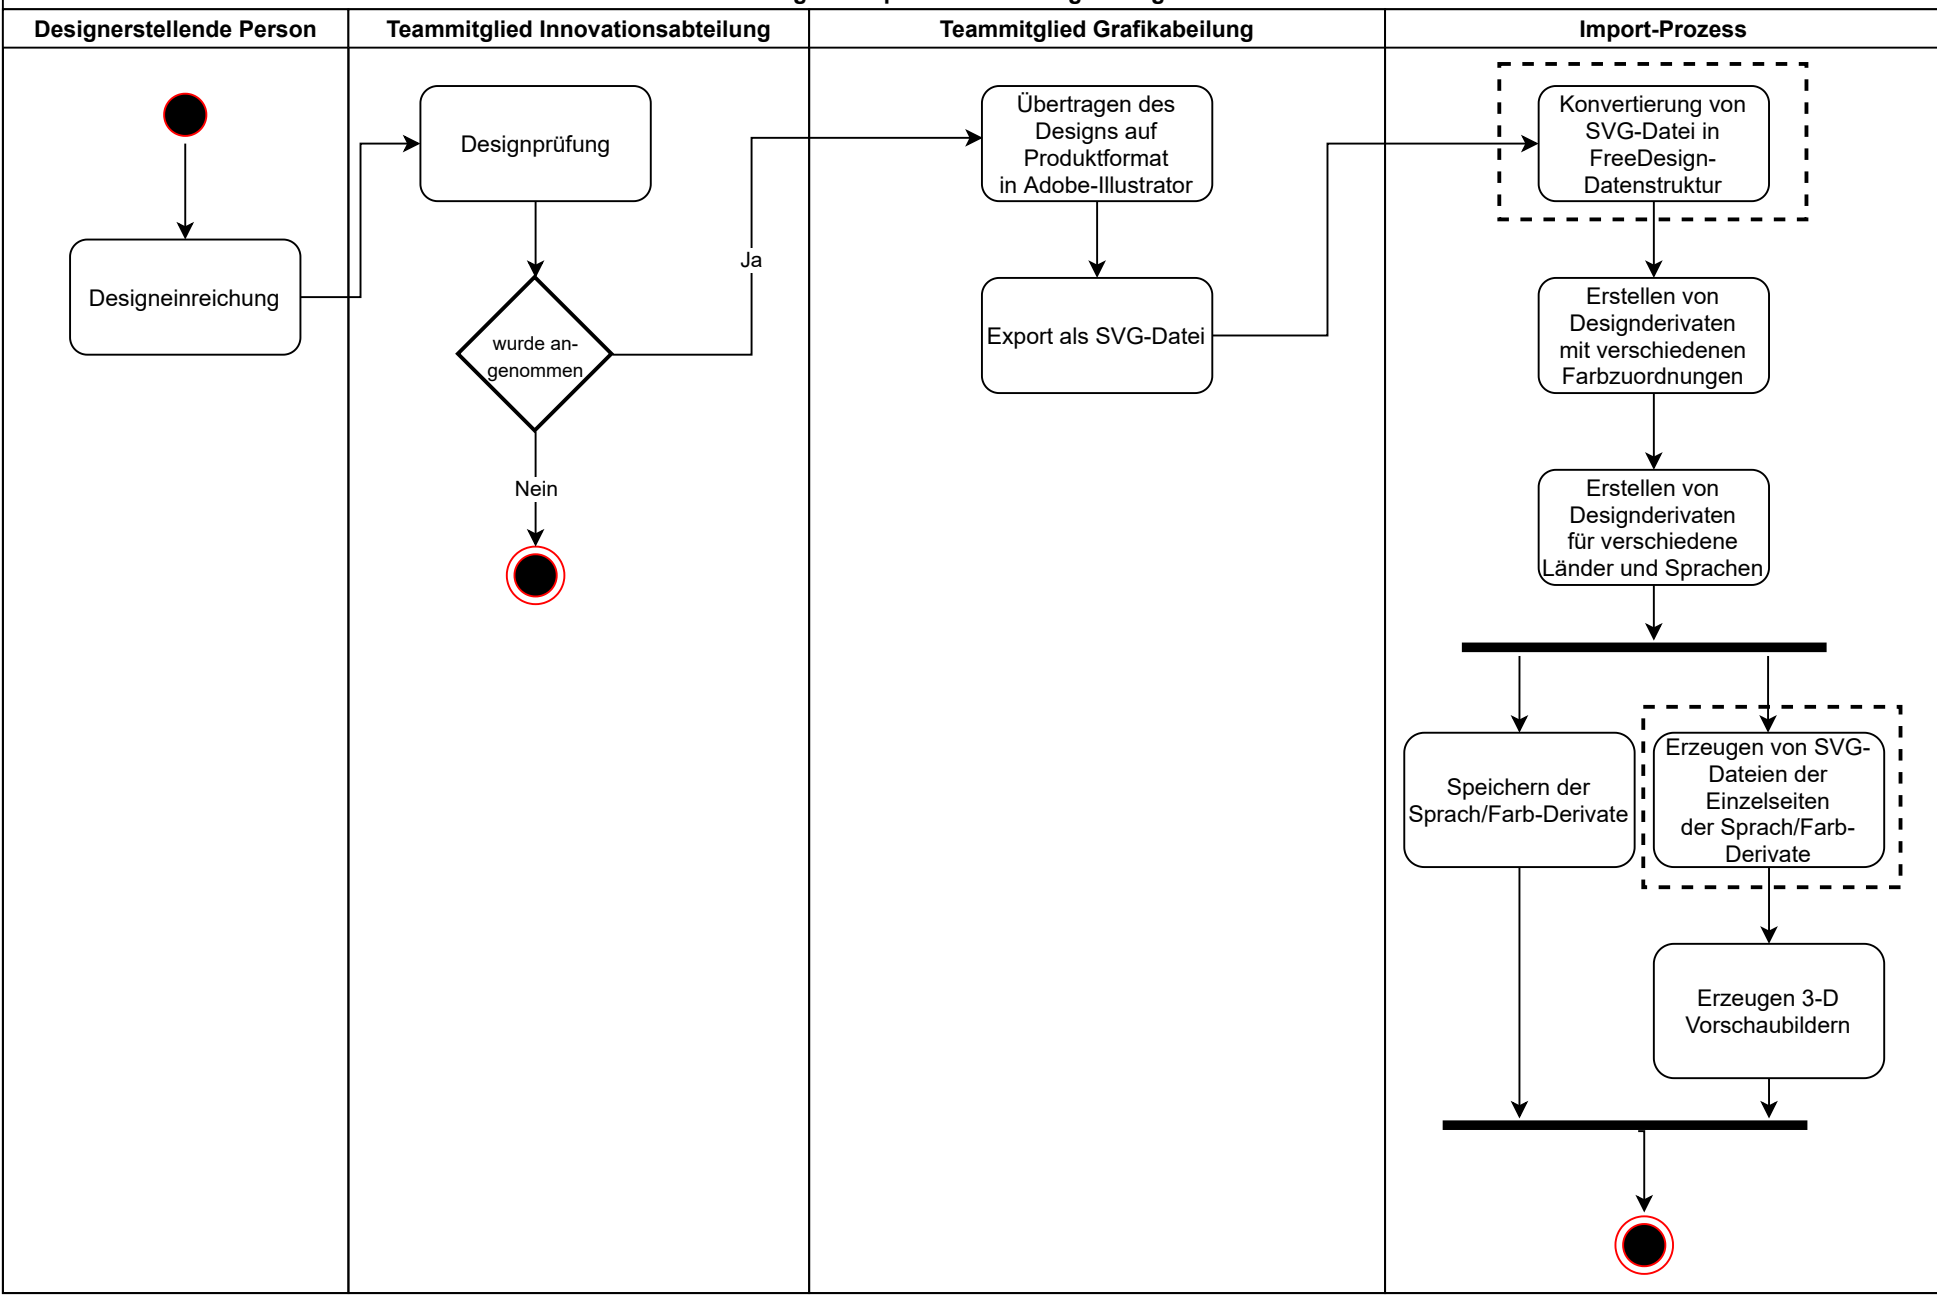 Designerstellende Person
Teammitglied Innovationsabteilung
Teammitglied Grafikabeilung
Import-Prozess
Designeinreichung
Designprüfung
wurde an-
genommen
Ja
Nein
Übertragen des
Designs auf
Produktformat
in Adobe-Illustrator
Export als SVG-Datei
Konvertierung von
SVG-Datei in
FreeDesign-
Datenstruktur
Erstellen von
Designderivaten
mit verschiedenen
Farbzuordnungen
Erstellen von
Designderivaten
für verschiedene
Länder und Sprachen
Speichern der
Sprach/Farb-Derivate
Erzeugen von SVG-
Dateien der
Einzelseiten
der Sprach/Farb-
Derivate
Erzeugen 3-D
Vorschaubildern